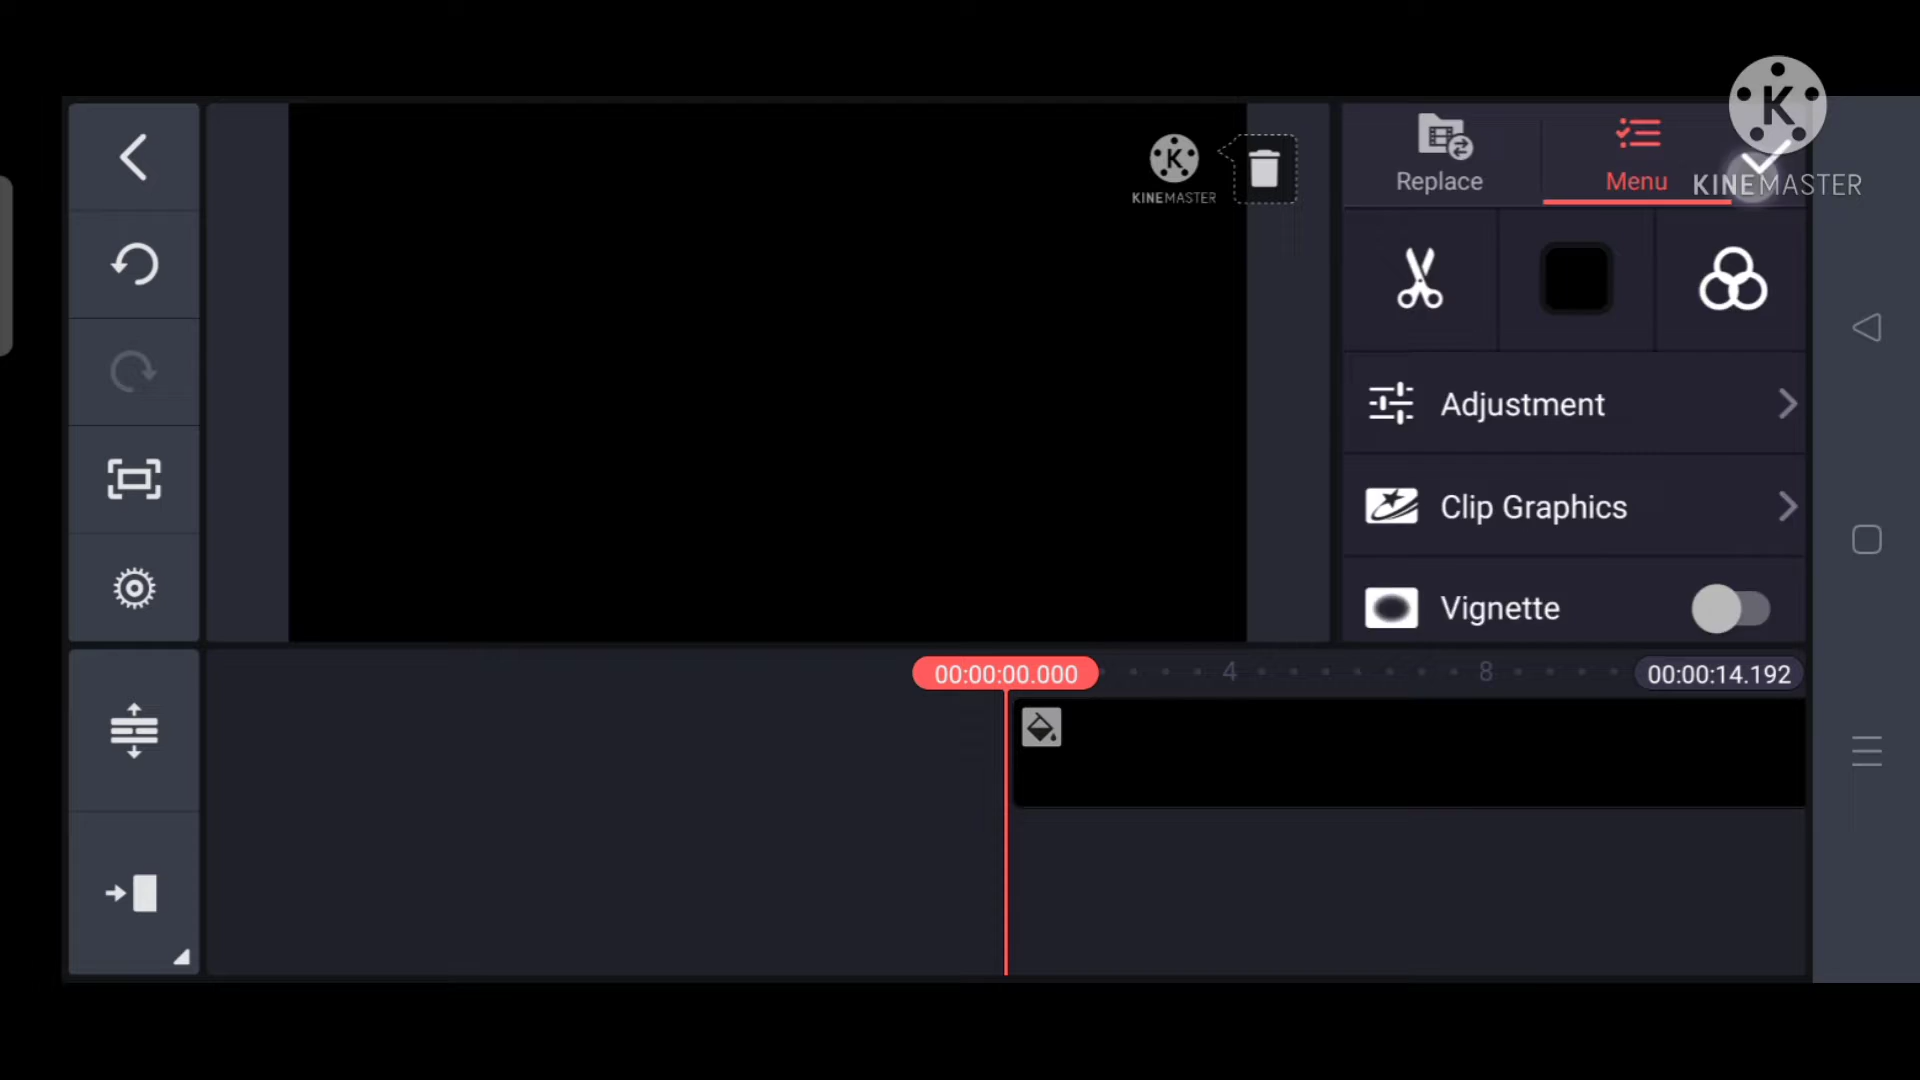 K
KINEMASTER
Replace
Menu
K
KINEMASTER
Adjustment
Clip Graphics
Vignette
00:00:00.000
4
8
00:00:14.192